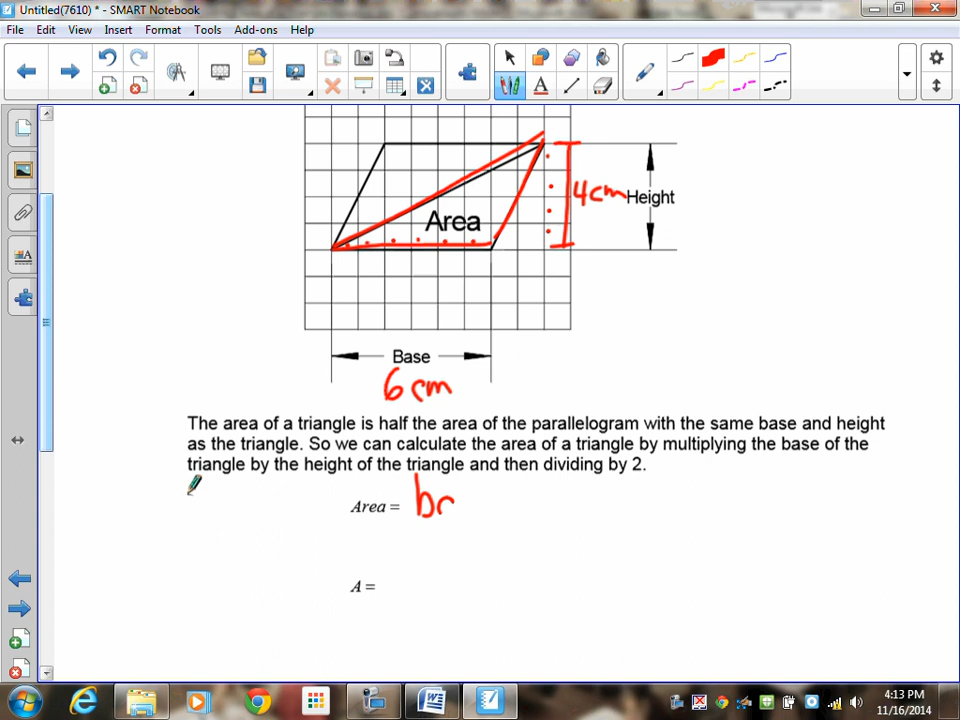 Untitled(7610) * - SMART Notebook
File Edit View Insert Format Tools Add-ons Help
Area
4cm
Height
Base
6 cm
The area of a triangle is half the area of the parallelogram with the same base and height
as the triangle. So we can calculate the area of a triangle by multiplying the base of the
triangle by the height of the triangle and then dividing by 2.
Area =
A =
4:13 PM
11/16/2014